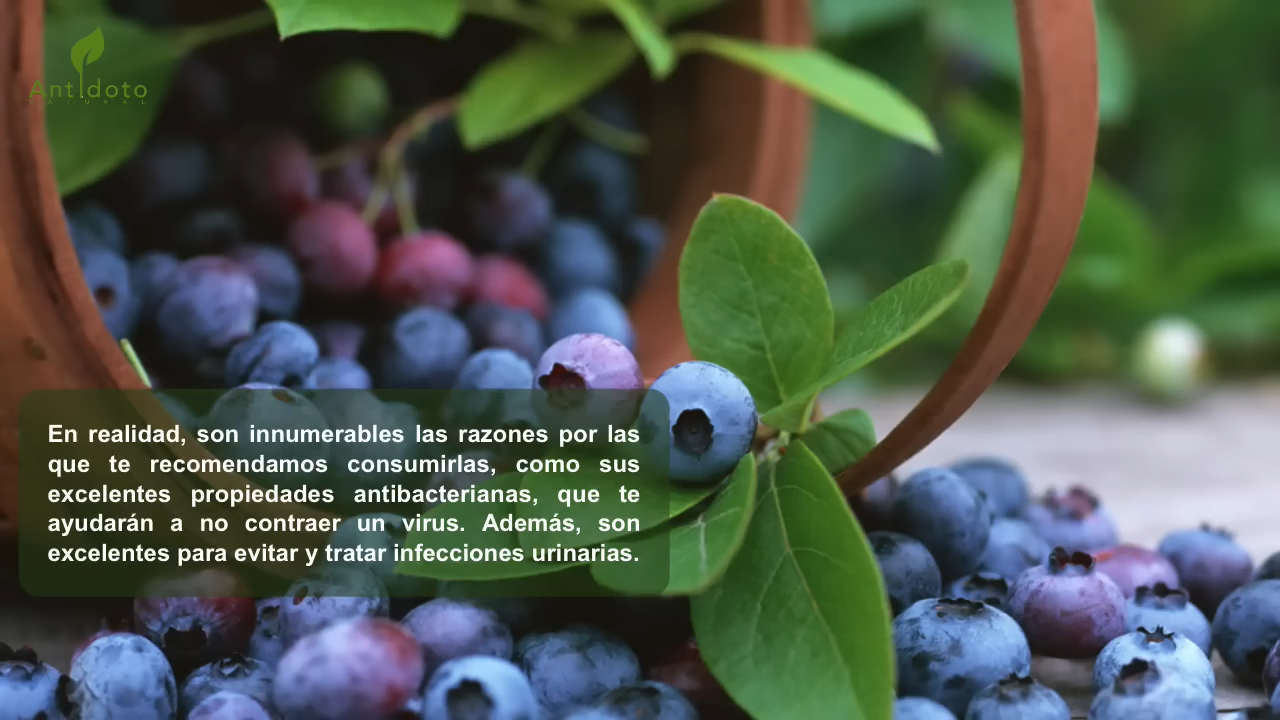 Antidoto
NATURAL
En realidad, son innumerables las razones por las
que te recomendamos consumirlas, como sus
excelentes propiedades antibacterianas, que te
ayudarán a no contraer un virus. Además, son
excelentes para evitar y tratar infecciones urinarias.